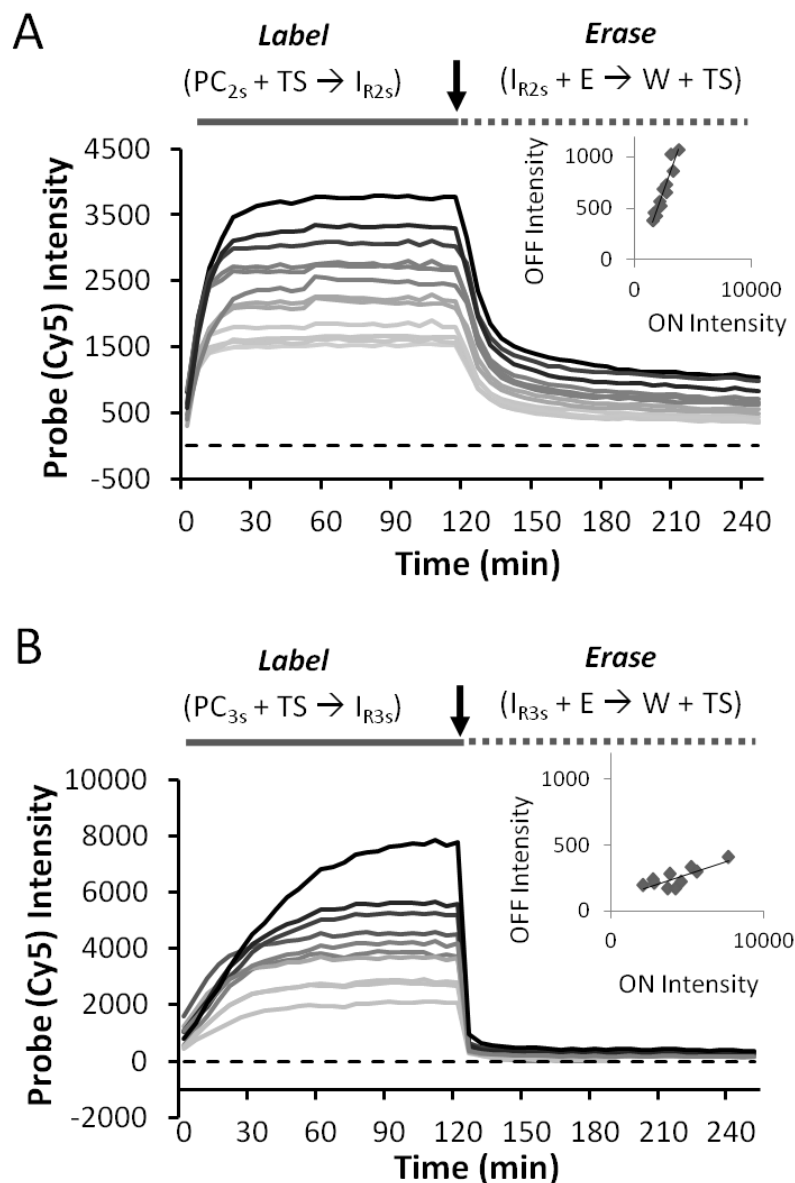 A
Label Erase
(PC2s + TS → IR2s) (IR2s + E → W + TS)
4500
3500
2500
1500
500
-500
Probe (Cy5) Intensity
0 30 60 90 120 150 180 210 240
Time (min)
1000
500
0
OFF Intensity
0 10000
ON Intensity
B
Label Erase
(PC3s + TS → IR3s) (IR3s + E → W + TS)
10000
8000
6000
4000
2000
0
-2000
Probe (Cy5) Intensity
0 30 60 90 120 150 180 210 240
Time (min)
1000
500
0
OFF Intensity
0 10000
ON Intensity